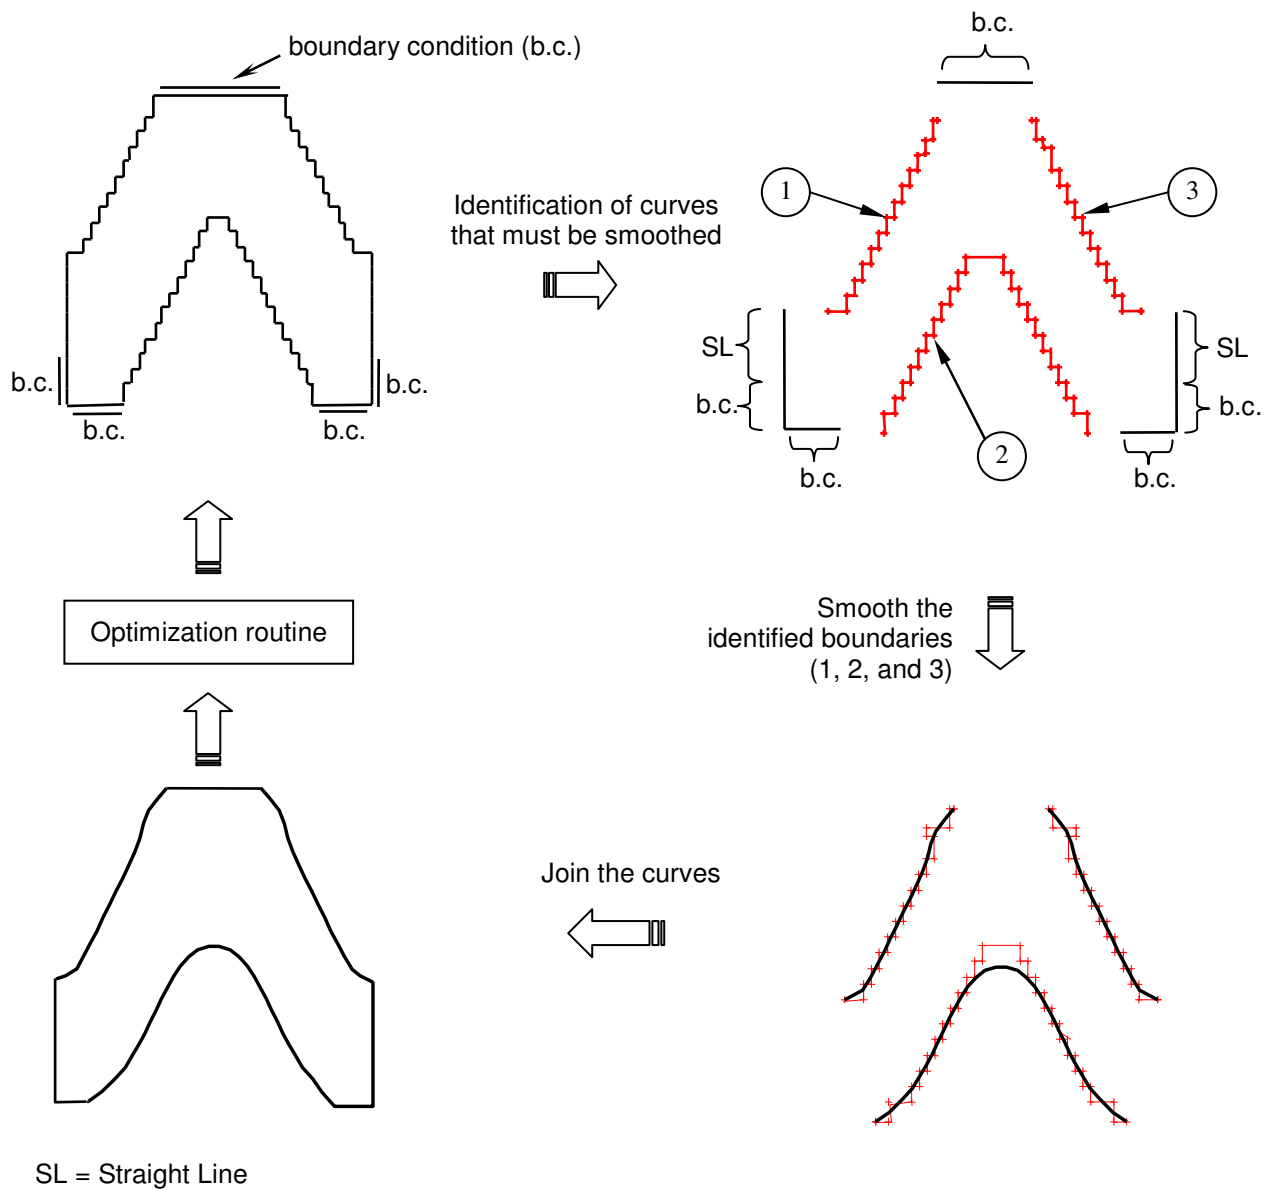 boundary condition (b.c.)
b.c.
b.c.
b.c.
b.c.
Identification of curves
that must be smoothed
b.c.
1
3
SL
b.c.
SL
b.c.
2
b.c.
b.c.
Optimization routine
Smooth the
identified boundaries
(1, 2, and 3)
Join the curves
SL = Straight Line